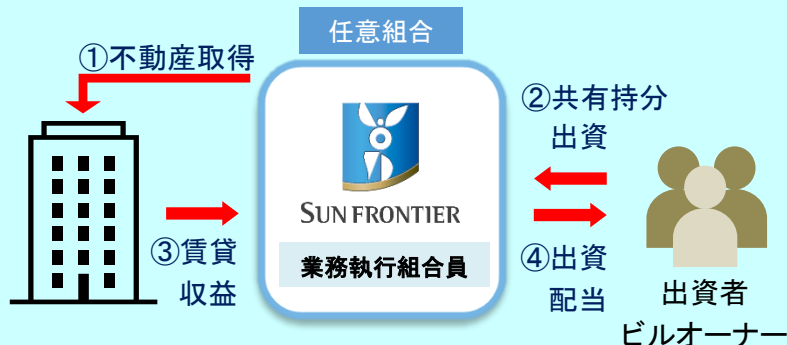 任意組合
①不動産取得
②共有持分
出資
SUN FRONTIER
業務執行組合員
③賃貸
収益
④出資
配当
出資者
ビルオーナー